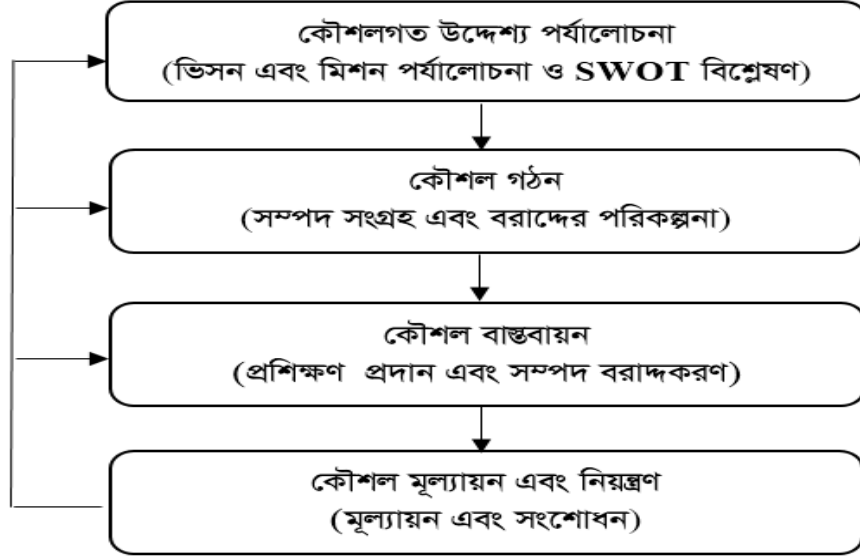 কৌশলগত উদ্দেশ্য পর্যালোচনা
(ভিসন এবং মিশন পর্যালোচনা ও SWOT বিশ্লেষণ)
কৌশল গঠন
(সম্পদ সংগ্রহ এবং বরাদ্দের পরিকল্পনা)
কৌশল বাস্তবায়ন
(প্রশিক্ষণ প্রদান এবং সম্পদ বরাদ্দকরণ)
কৌশল মূল্যায়ন এবং নিয়ন্ত্রণ
(মূল্যায়ন এবং সংশোধন)